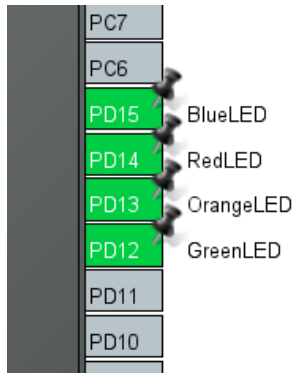 PC7
PC6
PD15 BlueLED
PD14 RedLED
PD13 OrangeLED
PD12 GreenLED
PD11
PD10